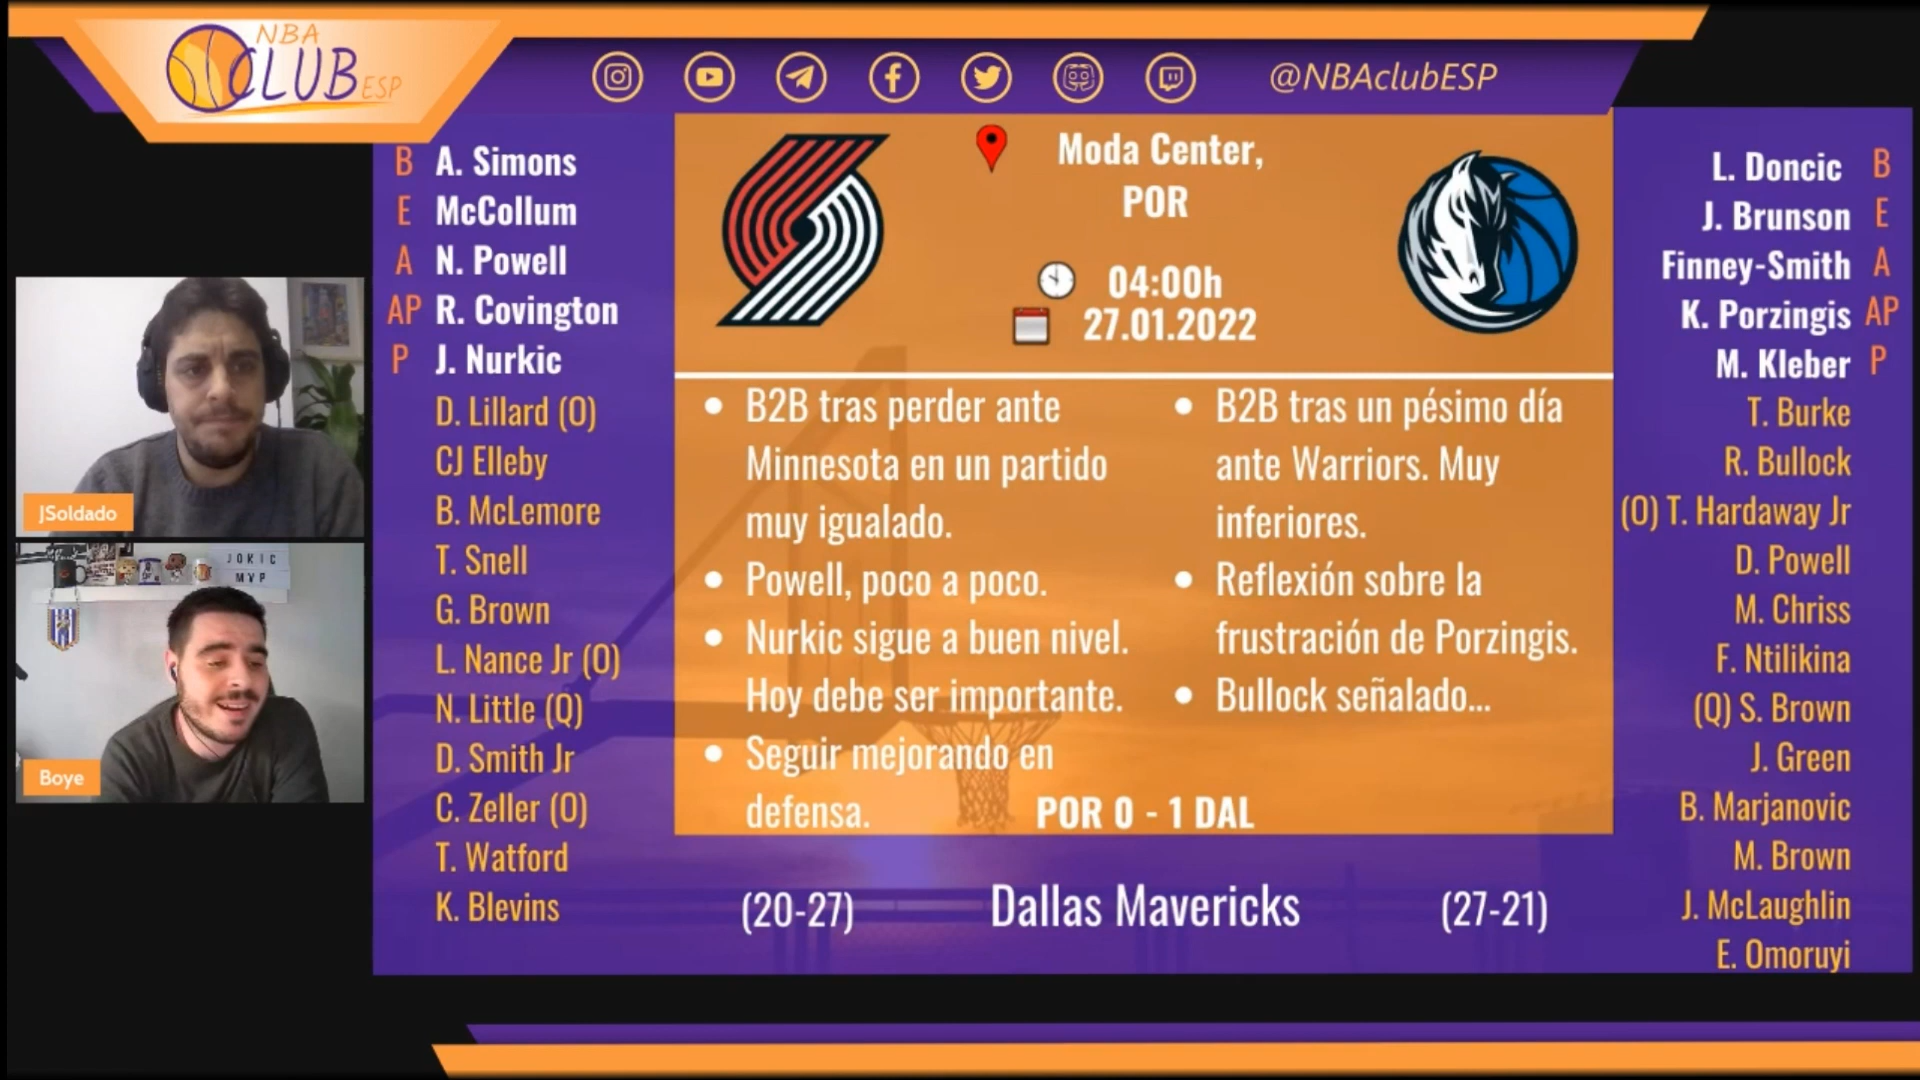 NBA
CLUB ESP
@NBAclubESP
B A. Simons
E McCollum
A N. Powell
AP R. Covington
P J. Nurkic
D. Lillard (O)
CJ Elleby
B. McLemore
T. Snell
G. Brown
L. Nance Jr (O)
N. Little (Q)
D. Smith Jr
C. Zeller (O)
T. Watford
K. Blevins
Moda Center,
POR
04:00h
27.01.2022
B2B tras perder ante
Minnesota en un partido
muy igualado.
Powell, poco a poco.
Nurkic sigue a buen nivel.
Hoy debe ser importante.
Seguir mejorando en
defensa.
B2B tras un pésimo día
ante Warriors. Muy
inferiores.
Reflexión sobre la
frustración de Porzingis.
Bullock señalado...
POR 0 - 1 DAL
(20-27) Dallas Mavericks (27-21)
L. Doncic B
J. Brunson E
Finney-Smith A
K. Porzingis AP
M. Kleber P
T. Burke
R. Bullock
(O) T. Hardaway Jr
D. Powell
M. Chriss
F. Ntilikina
(Q) S. Brown
J. Green
B. Marjanovic
M. Brown
J. McLaughlin
E. Omoruyi
JSoldado
JOKIC
MVP
Boye